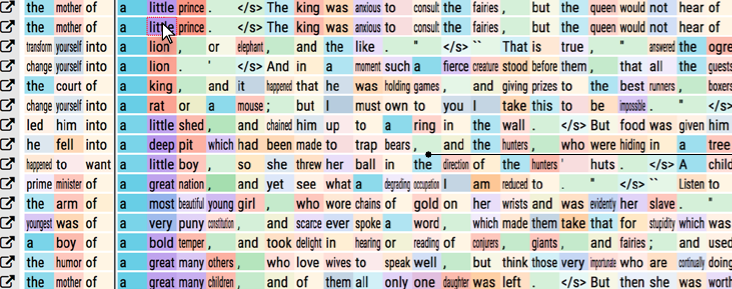 the mother of a little prince . </s> The king was anxious to consult the fairies , but the queen would not hear of
the mother of a little prince . </s> The king was anxious to consult the fairies , but the queen would not hear of
transform yourself into a lion , or elephant , and the like . " </s> `` That is true , " answered the ogre
change yourself into a lion . ' </s> And in a moment such a fierce creature stood before them , that all the guests
the court of a king , and it happened that he was holding games , and giving prizes to the best runners , boxers
change yourself into a rat or a mouse ; but I must own to you I take this to be impossible . " </s>
led him into a little shed , and chained him up to a ring in the wall . </s> But food was given him
he fell into a deep pit which had been made to trap bears , and the hunters , who were hiding in a tree
happened to want a little boy , so she threw her ball in the direction of the hunters ' huts . </s> A child
prime minister of a great nation , and yet see what a degrading occupation I am reduced to . " </s> `` Listen to
the arm of a most beautiful young girl , who wore chains of gold on her wrists and was evidently her slave . "
youngest was of a very puny constitution , and scarce ever spoke a word , which made them take that for stupidity which was
a boy of a bold temper , and took delight in hearing or reading of conjurers , giants , and fairies ; and used
the humor of a great many others , who love wives to speak well , but think those very importunate who are continually doing
the mother of a great many children , and of them all only one daughter was left . </s> But then she was worth